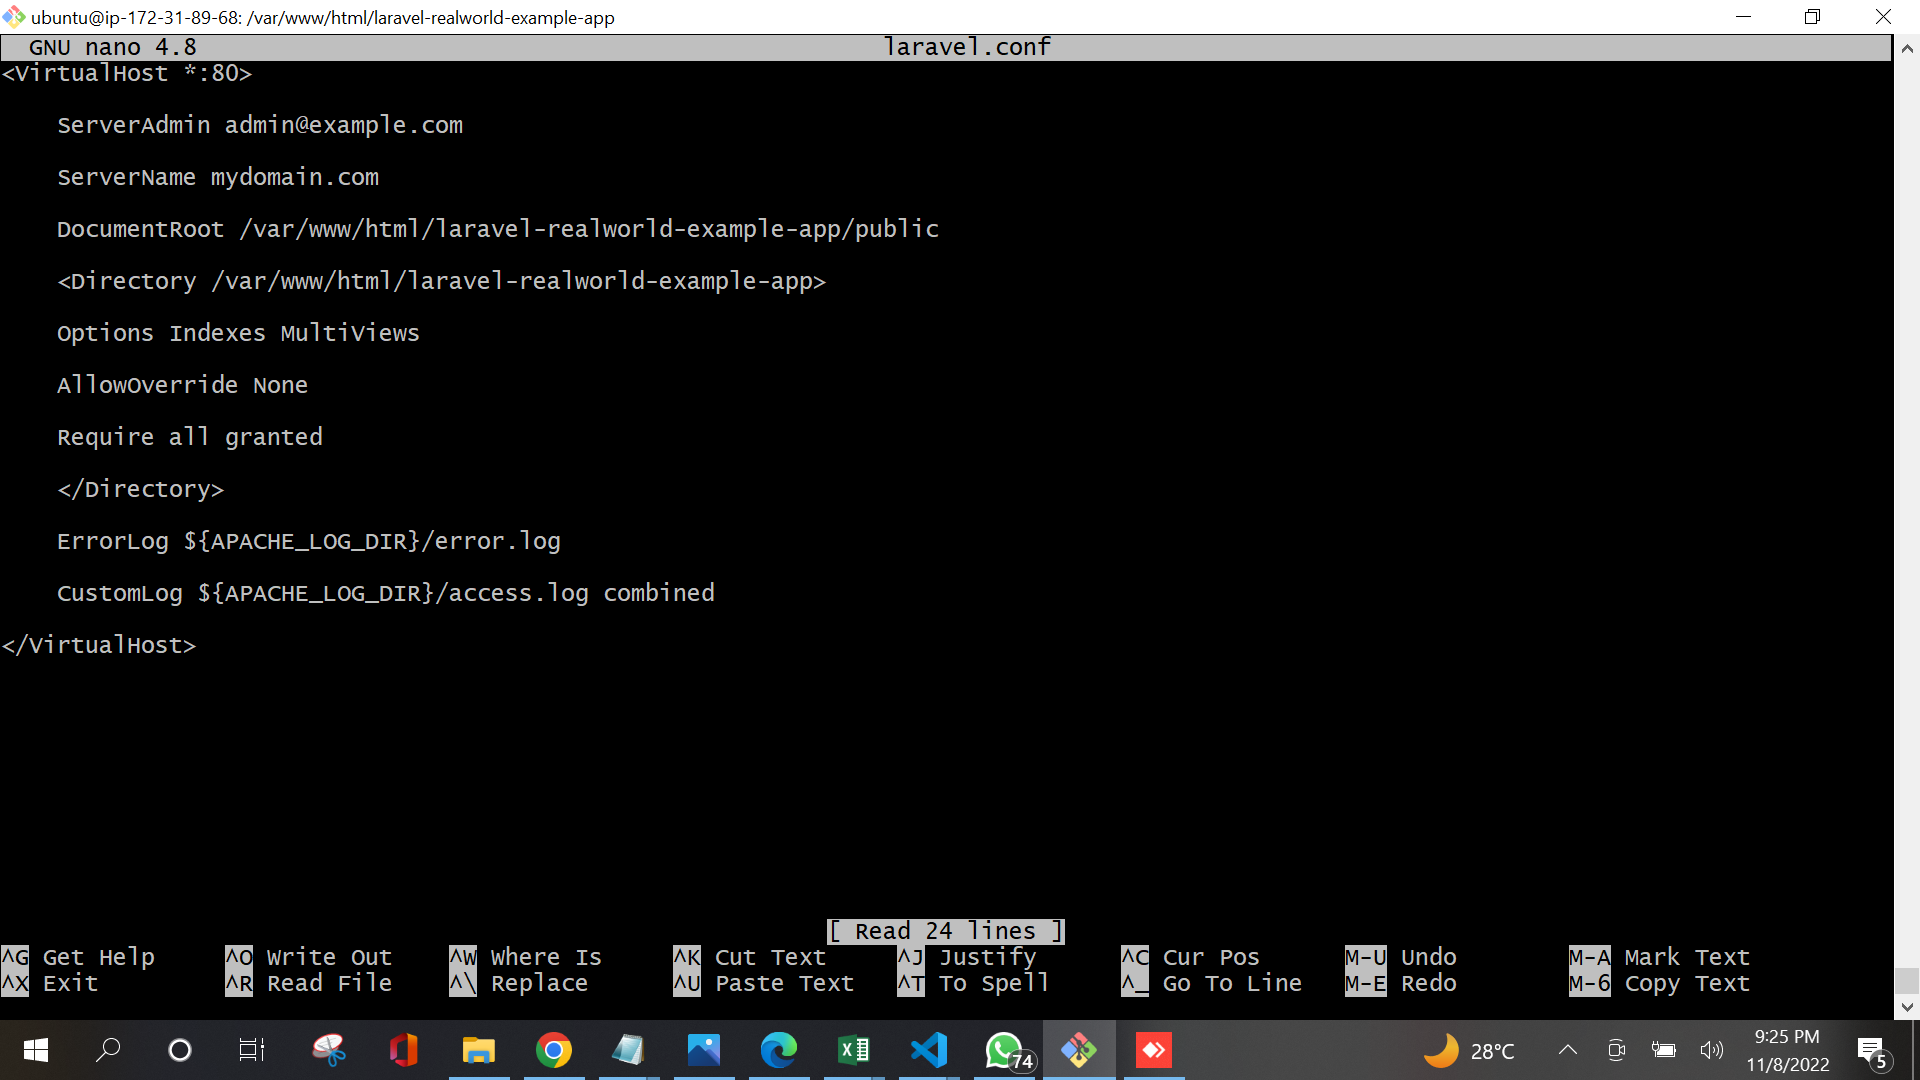 ubuntu@ip-172-31-89-68: /var/www/html/laravel-realworld-example-app
GNU nano 4.8 laravel.conf
<VirtualHost *:80>
ServerAdmin admin@example.com
ServerName mydomain.com
DocumentRoot /var/www/html/laravel-realworld-example-app/public
<Directory /var/www/html/laravel-realworld-example-app>
Options Indexes MultiViews
AllowOverride None
Require all granted
</Directory>
ErrorLog ${APACHE_LOG_DIR}/error.log
CustomLog ${APACHE_LOG_DIR}/access.log combined
</VirtualHost>
[ Read 24 lines ]
^G Get Help ^O Write Out ^W Where Is ^K Cut Text ^J Justify ^C Cur Pos M-U Undo M-A Mark Text
^X Exit ^R Read File ^\ Replace ^U Paste Text ^T To Spell ^_ Go To Line M-E Redo M-6 Copy Text
74
28°C
9:25 PM
11/8/2022
5